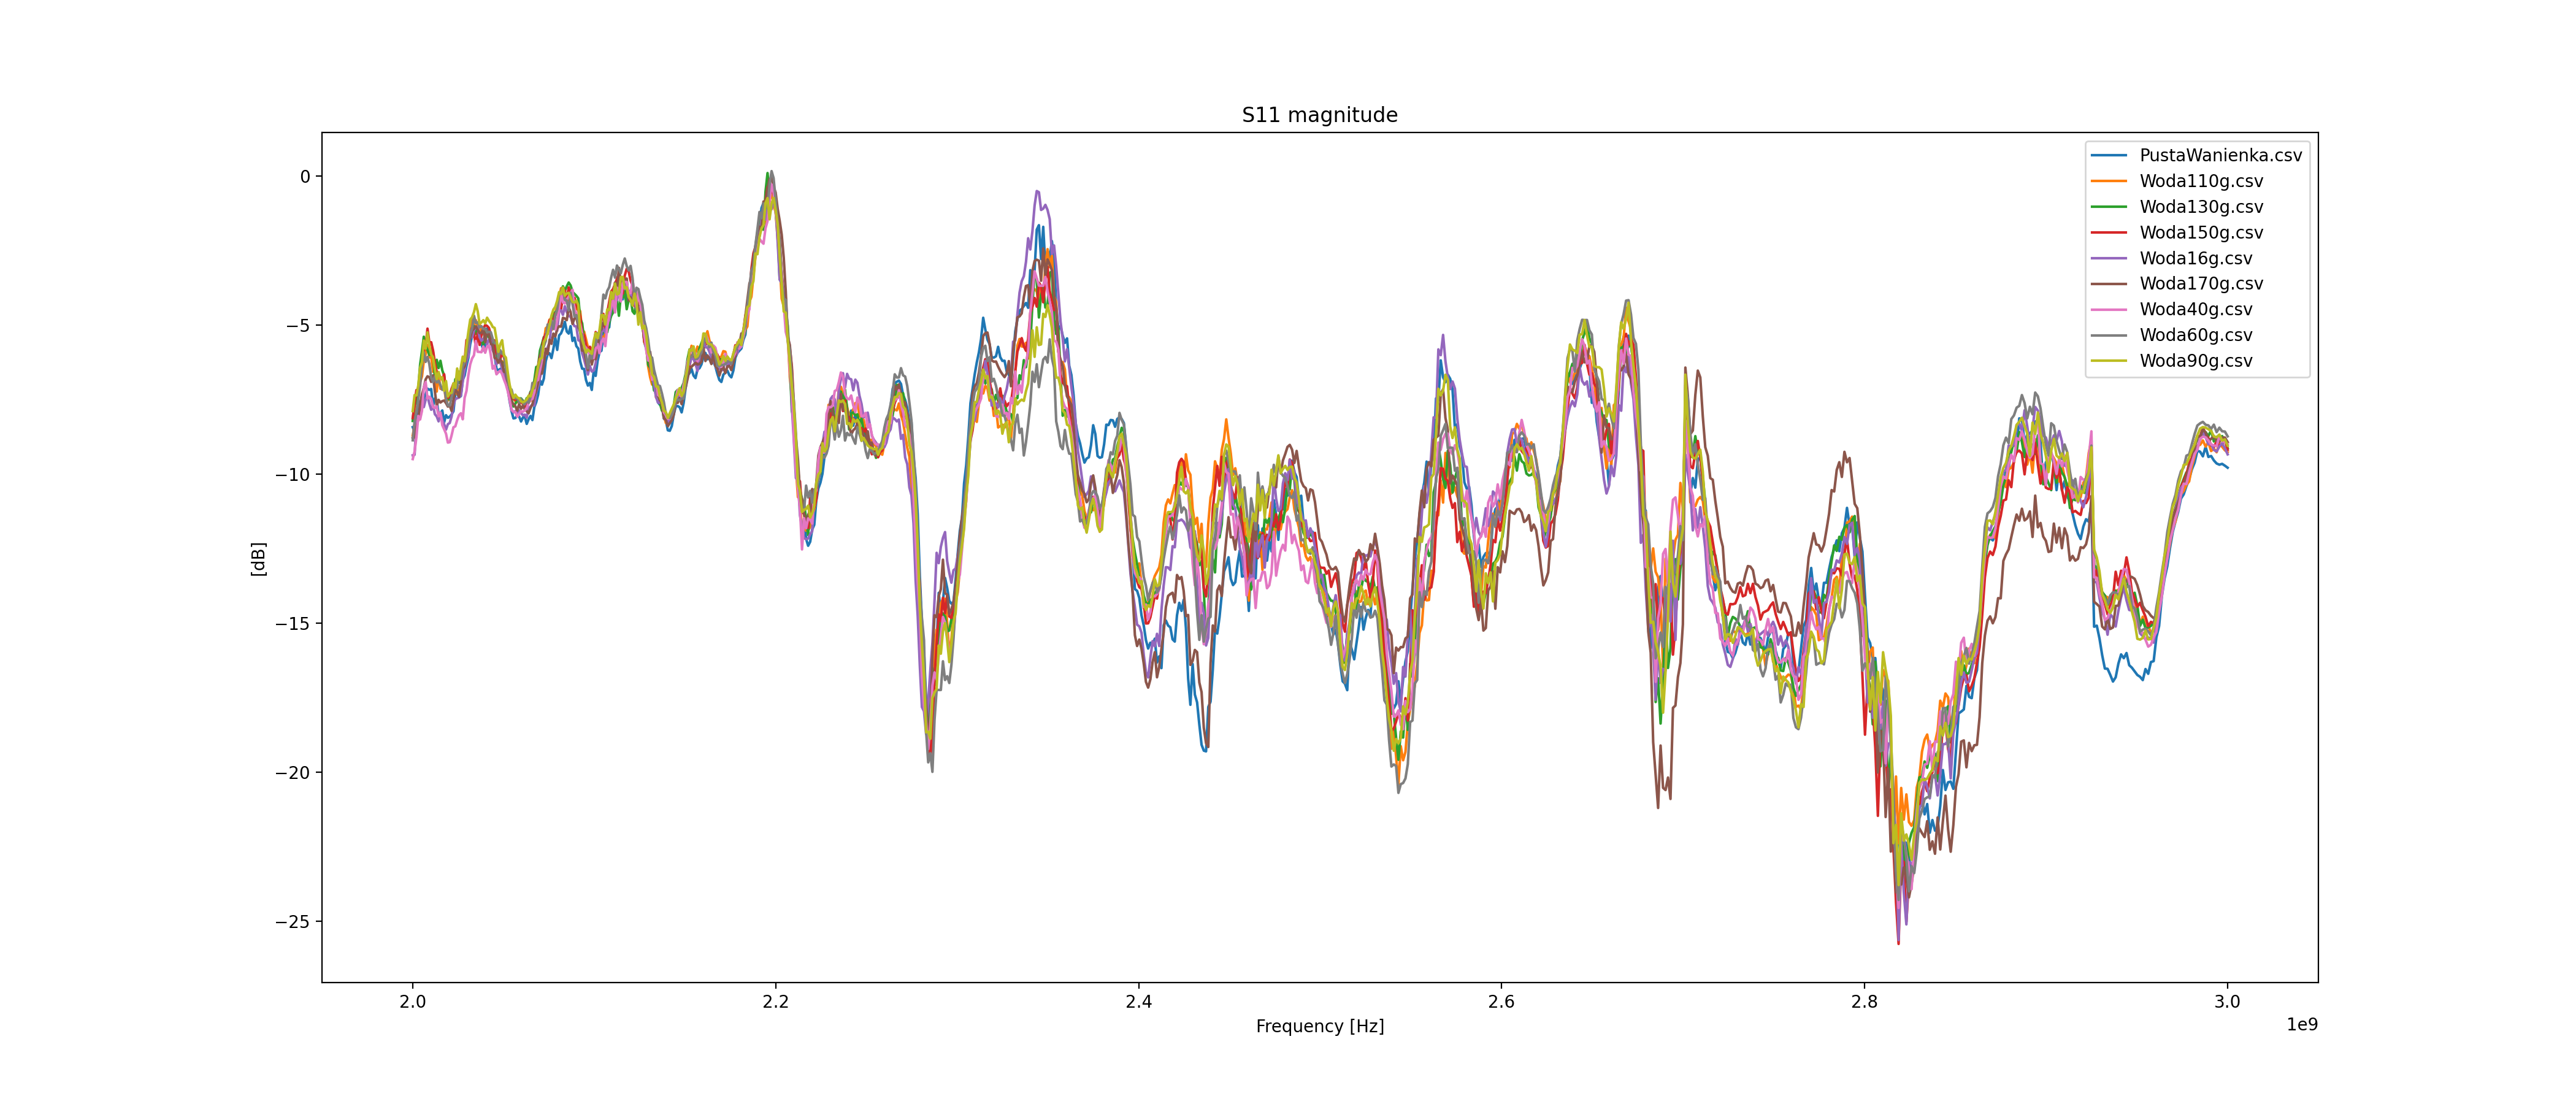 S11 magnitude
PustaWanienka.csv
Woda110g.csv
Woda130g.csv
Woda150g.csv
Woda16g.csv
Woda170g.csv
Woda40g.csv
Woda60g.csv
Woda90g.csv
0
−5
−10
−15
−20
−25
[dB]
2.0 2.2 2.4 2.6 2.8 3.0
1e9
Frequency [Hz]